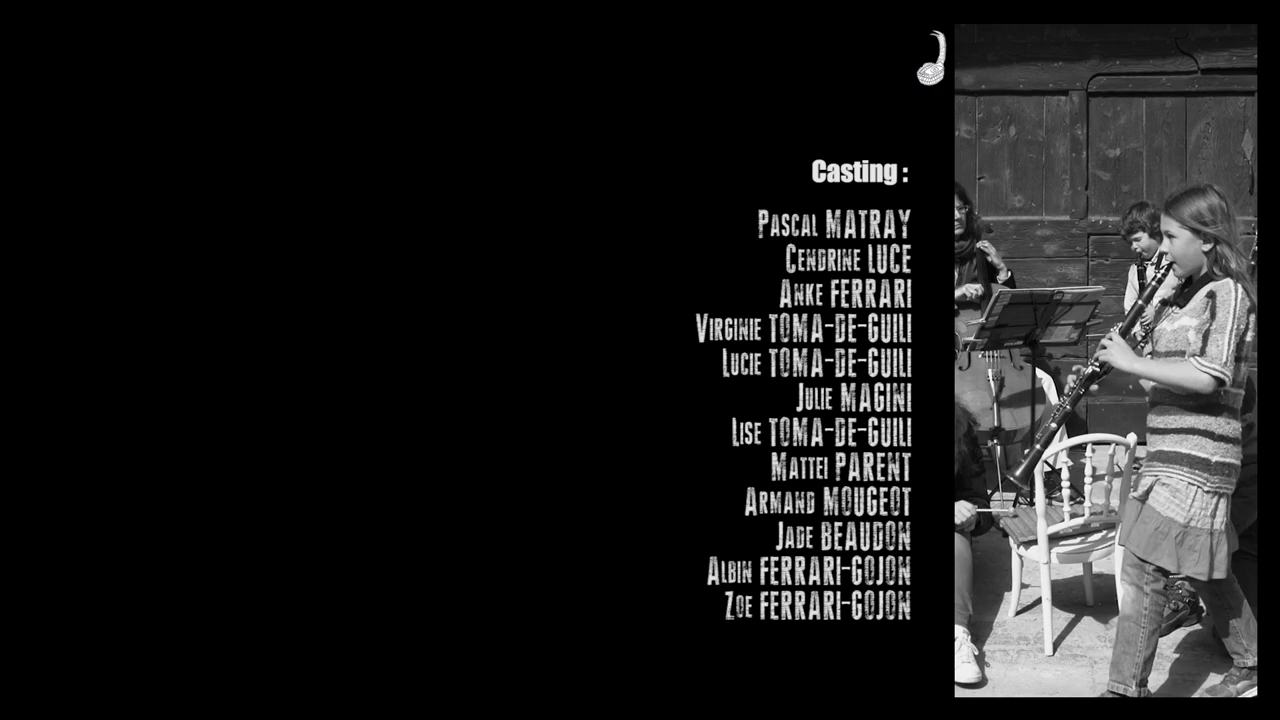 Casting :
Pascal MATRAY
Cendrine LUCE
Anke FERRARI
Virginie TOMA-DE-GUILI
Lucie TOMA-DE-GUILI
Julie MAGINI
Lise TOMA-DE-GUILI
Mattei PARENT
Armand MOUGEOT
Jade BEAUDON
Albin FERRARI-GOJON
Zoe FERRARI-GOJON